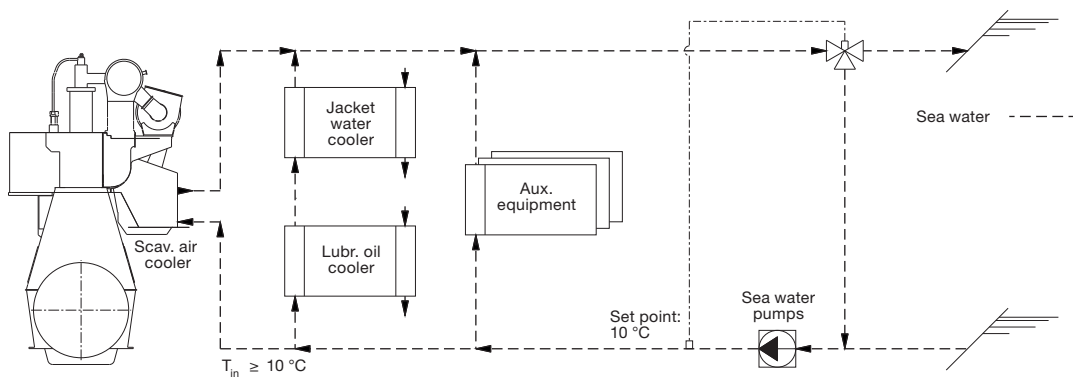 Jacket
water
cooler
Sea water
Aux.
equipment
Scav. air
cooler
Lubr. oil
cooler
Set point:
10 °C
Sea water
pumps
T_in ≥ 10 °C